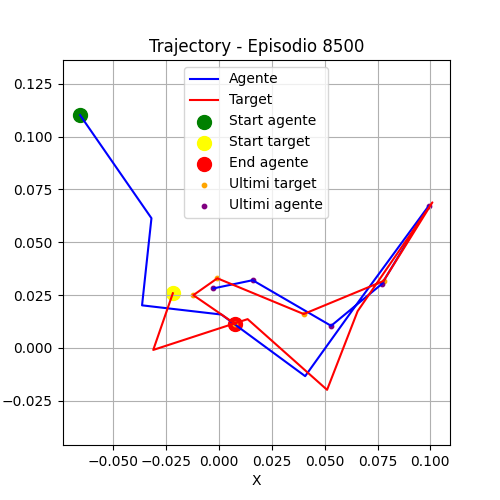 Trajectory - Episodio 8500
Agente
Target
Start agente
Start target
End agente
Ultimi target
Ultimi agente
0.125
0.100
0.075
0.050
0.025
0.000
−0.025
−0.050
−0.025
0.000
0.025
0.050
0.075
0.100
X